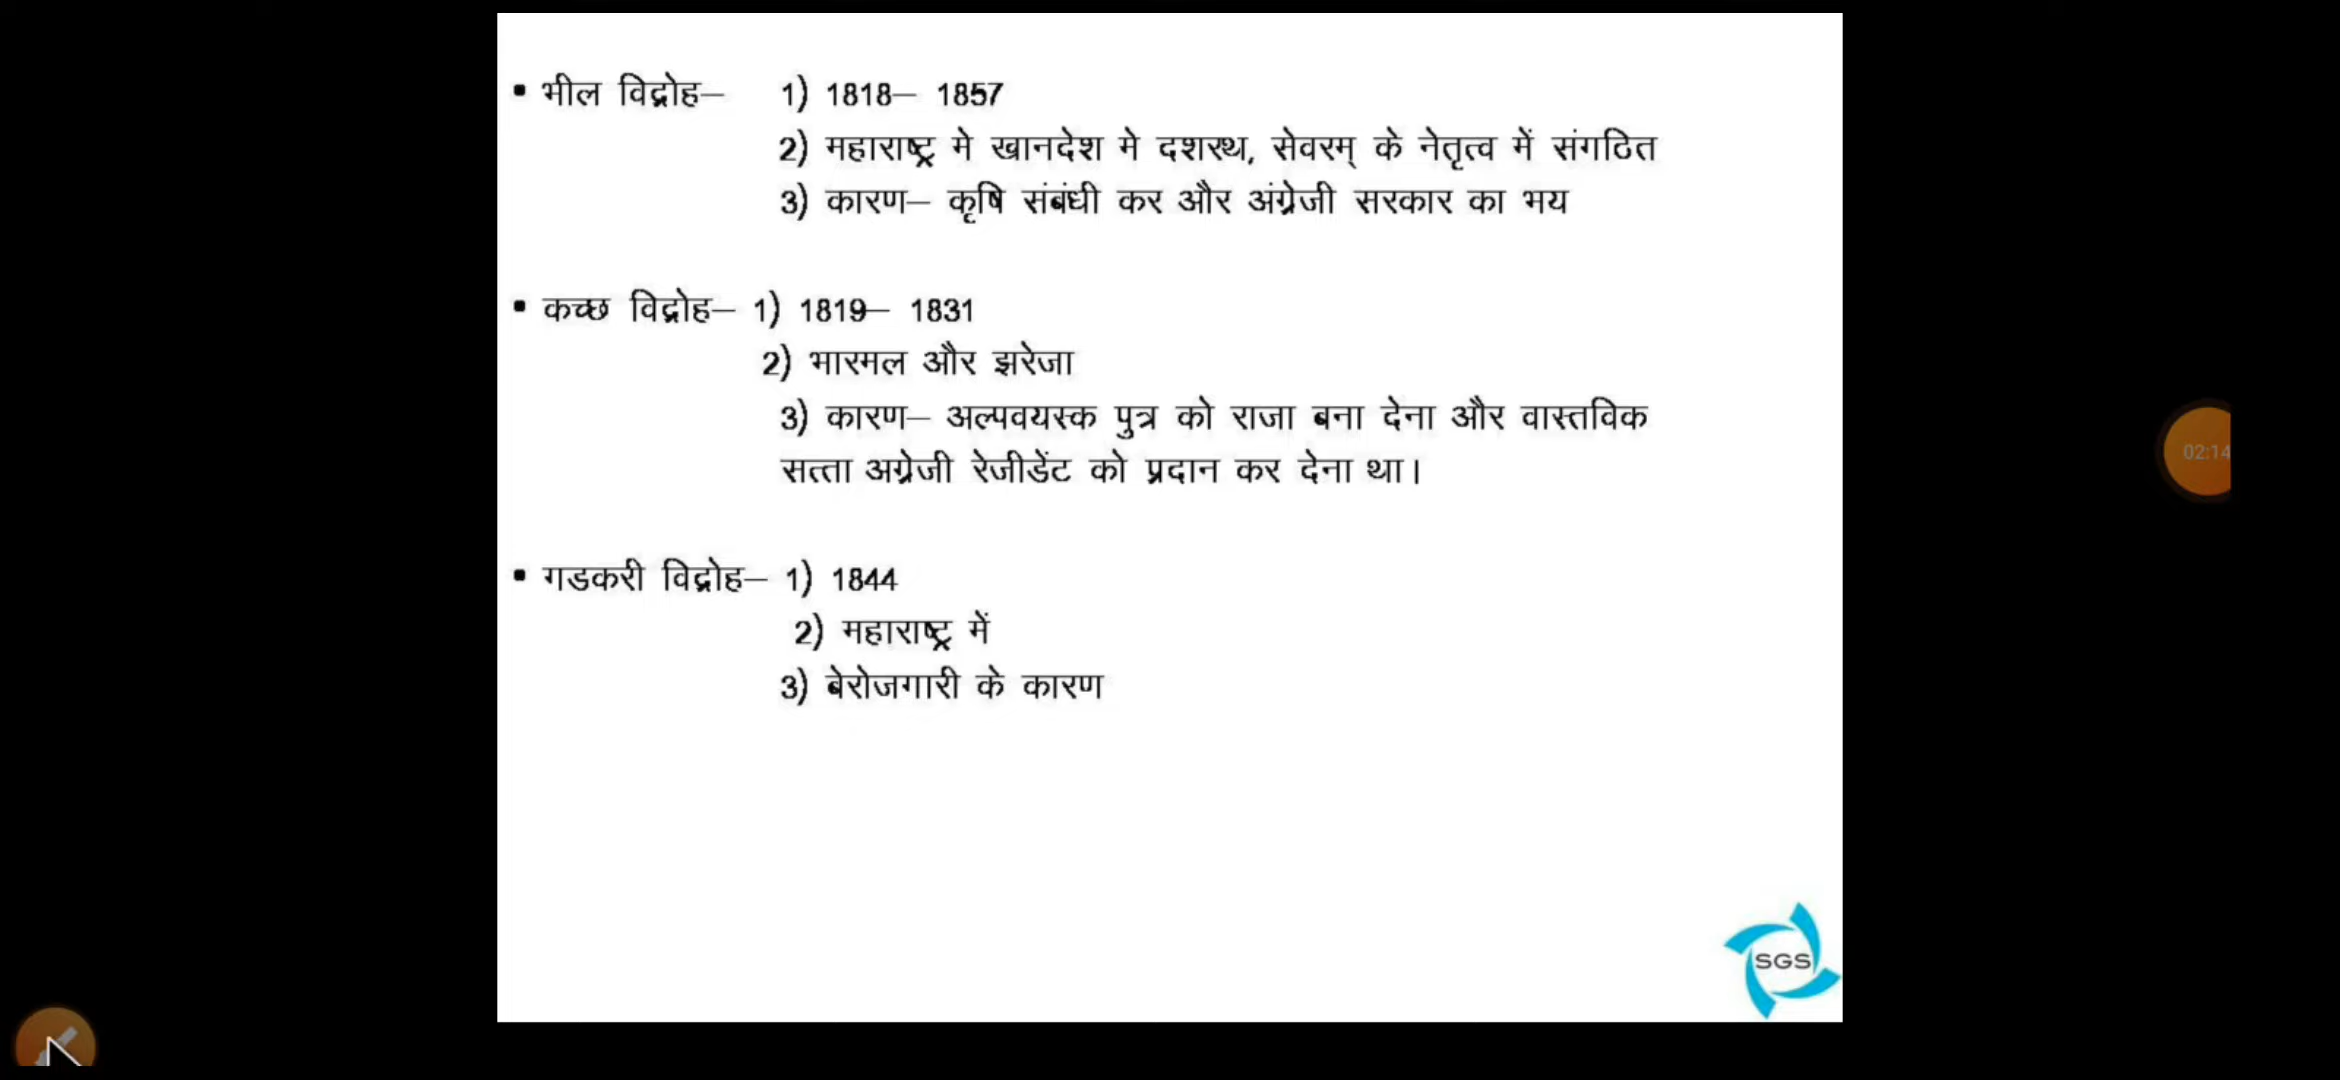 ▪ भील विद्रोह– 1) 1818– 1857
2) महाराष्ट्र मे खानदेश मे दशरथ, सेवरम् के नेतृत्व में संगठित
3) कारण– कृषि संबंधी कर और अंग्रेजी सरकार का भय
▪ कच्छ विद्रोह– 1) 1819– 1831
2) भारमल और झरेजा
3) कारण– अल्पवयस्क पुत्र को राजा बना देना और वास्तविक
सत्ता अग्रेजी रेजीडेंट को प्रदान कर देना था।
▪ गडकरी विद्रोह– 1) 1844
2) महाराष्ट्र में
3) बेरोजगारी के कारण
02:14
SGS